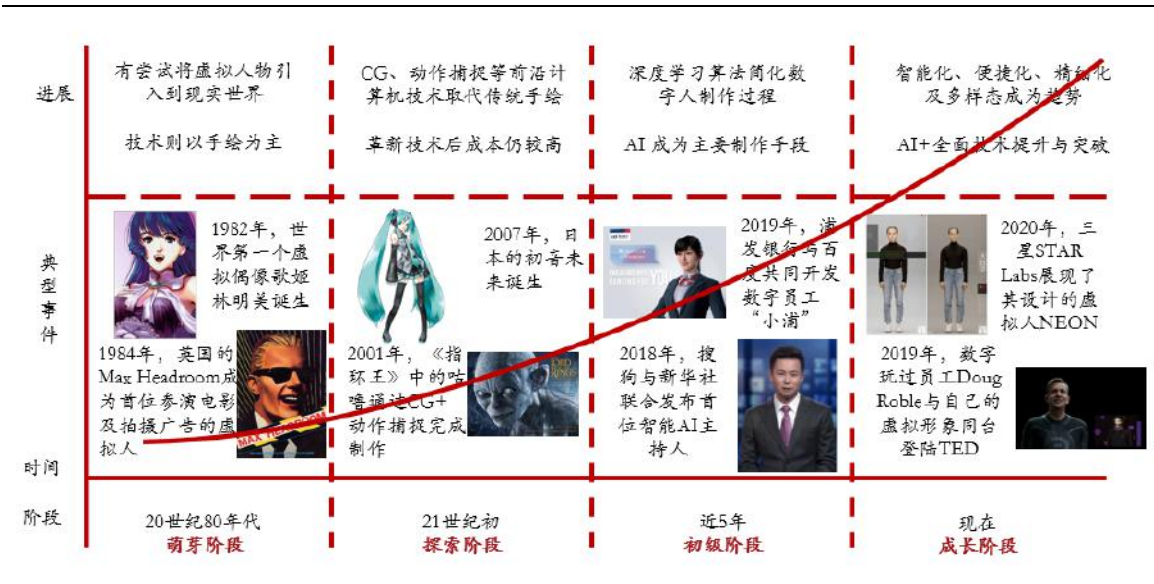 进展
有尝试将虚拟人物引
入到现实世界
技术则以手绘为主
CG、动作捕捉等前沿计
算机技术取代传统手绘
革新技术后成本仍较高
深度学习算法简化数
字人制作过程
AI 成为主要制作手段
智能化、便捷化、精细化
及多样态成为趋势
AI+全面技术提升与突破
典型事件
1982年，世
界第一个虚
拟偶像歌姬
林明美诞生
1984年，英国的
Max Headroom成
为首位参演电影
及拍摄广告的虚
拟人
MAX HEADROOM
2007年，日
本的初音未
来诞生
2001年，《指
环王》中的咕
噜通过CG+
动作捕捉完成
制作
LORD
RINGS
2019年，浦
发银行与百
度共同开发
数字员工
“小浦”
YOU
2018年，搜
狗与新华社
联合发布首
位智能AI主
持人
2020年，三
星STAR
Labs展现了
其设计的虚
拟人NEON
2019年，数字
玩过员工Doug
Roble与自己的
虚拟形象同台
登陆TED
时间
阶段
20世纪80年代
萌芽阶段
21世纪初
探索阶段
近5年
初级阶段
现在
成长阶段